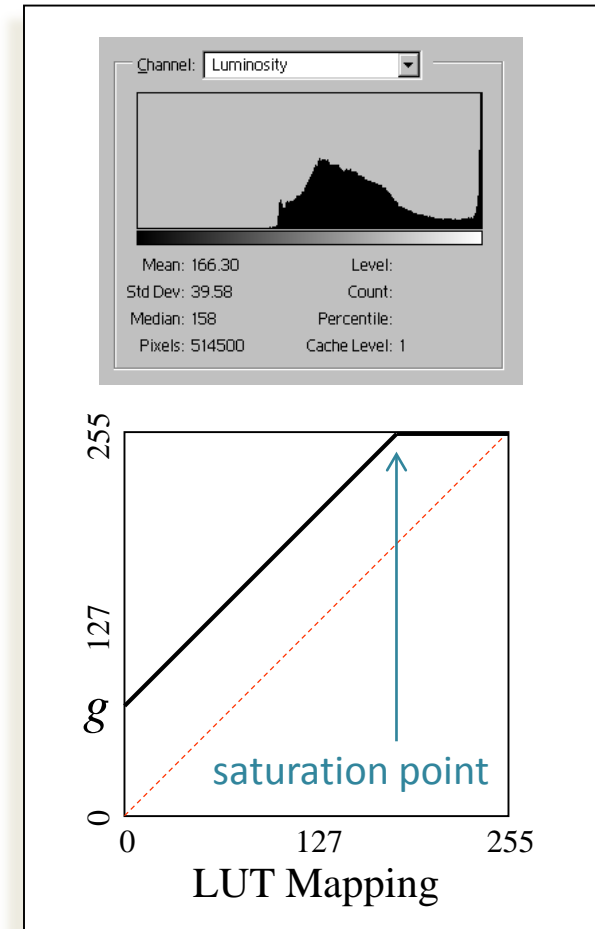 Channel: Luminosity
Mean: 166.30 Level:
Std Dev: 39.58 Count:
Median: 158 Percentile:
Pixels: 514500 Cache Level: 1
255
127
g
0
saturation point
0 127 255
LUT Mapping